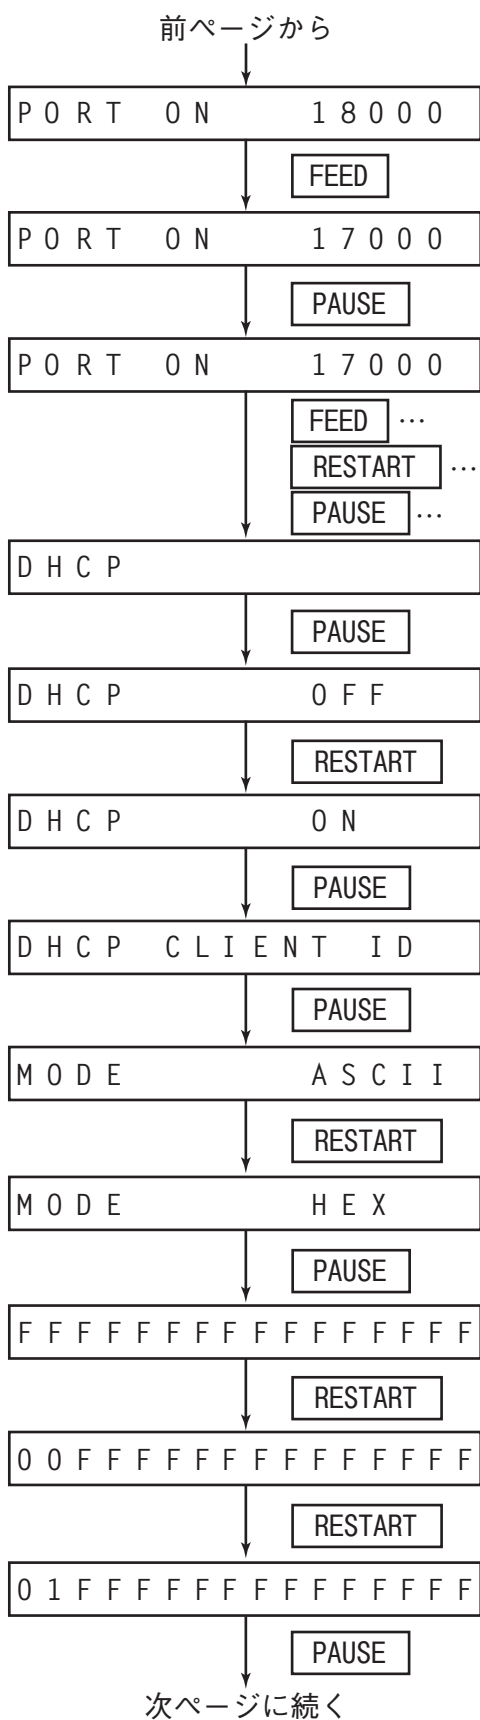 前ページから
PORT ON 18000
FEED
PORT ON 17000
PAUSE
PORT ON 17000
FEED …
RESTART …
PAUSE …
DHCP
PAUSE
DHCP OFF
RESTART
DHCP ON
PAUSE
DHCP CLIENT ID
PAUSE
MODE ASCII
RESTART
MODE HEX
PAUSE
FFFFFFFFFFFFFFFF
RESTART
00FFFFFFFFFFFFFF
RESTART
01FFFFFFFFFFFFFF
PAUSE
次ページに続く